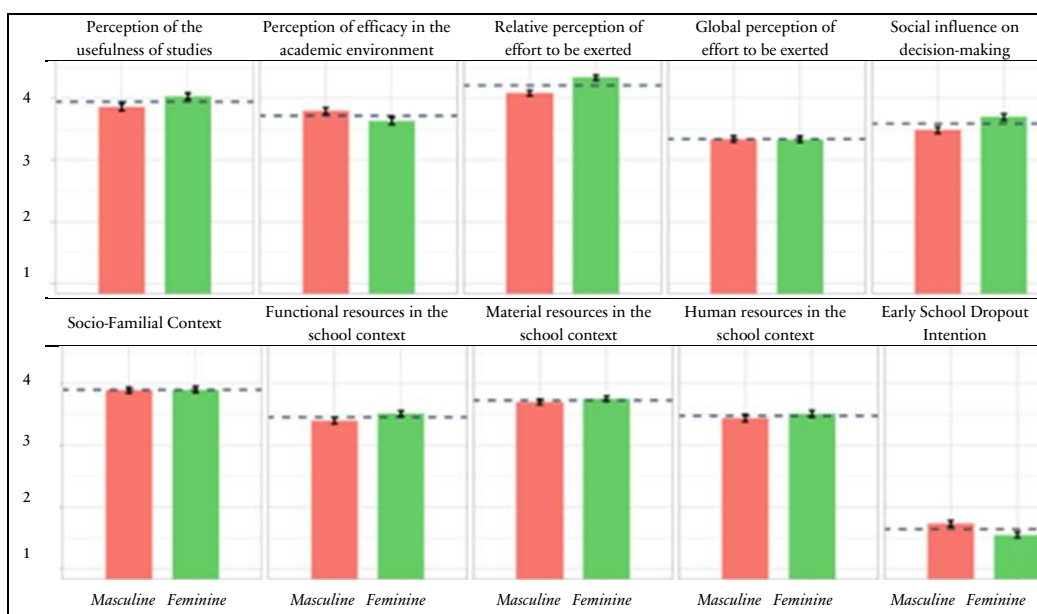 Perception of the
usefulness of studies
Perception of efficacy in the
academic environment
Relative perception of
effort to be exerted
Global perception of
effort to be exerted
Social influence on
decision-making
4
3
2
1
Socio-Familial Context
Functional resources in the
school context
Material resources in the
school context
Human resources in the
school context
Early School Dropout
Intention
4
3
2
1
Masculine Feminine
Masculine Feminine
Masculine Feminine
Masculine Feminine
Masculine Feminine